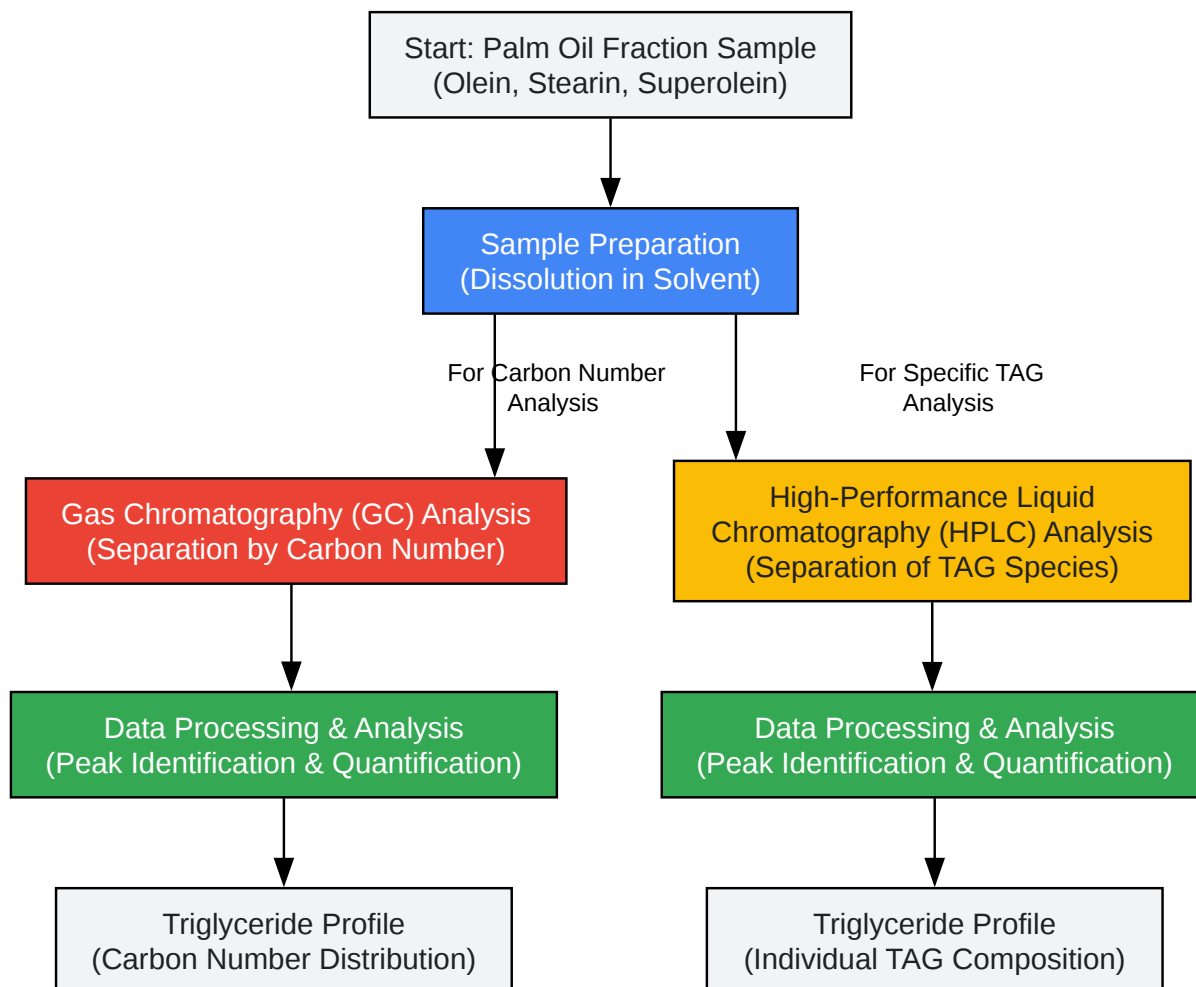 Start: Palm Oil Fraction Sample
(Olein, Stearin, Superolein)
Sample Preparation
(Dissolution in Solvent)
For Carbon Number
Analysis
For Specific TAG
Analysis
Gas Chromatography (GC) Analysis
(Separation by Carbon Number)
High-Performance Liquid
Chromatography (HPLC) Analysis
(Separation of TAG Species)
Data Processing & Analysis
(Peak Identification & Quantification)
Data Processing & Analysis
(Peak Identification & Quantification)
Triglyceride Profile
(Carbon Number Distribution)
Triglyceride Profile
(Individual TAG Composition)